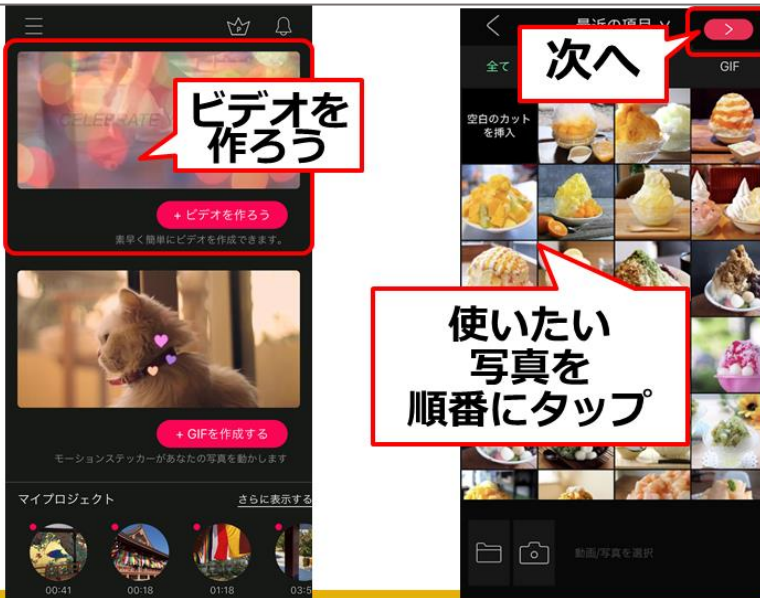 CELEBRATE
ビデオを
作ろう
+ ビデオを作ろう
素早く簡単にビデオを作成できます。
+ GIFを作成する
モーションステッカーがあなたの写真を動かします
マイプロジェクト
さらに表示する
00:41
00:18
01:18
03:5
最近の項目
次へ
全て
GIF
空白のカット
を挿入
使いたい
写真を
順番にタップ
動画/写真を選択